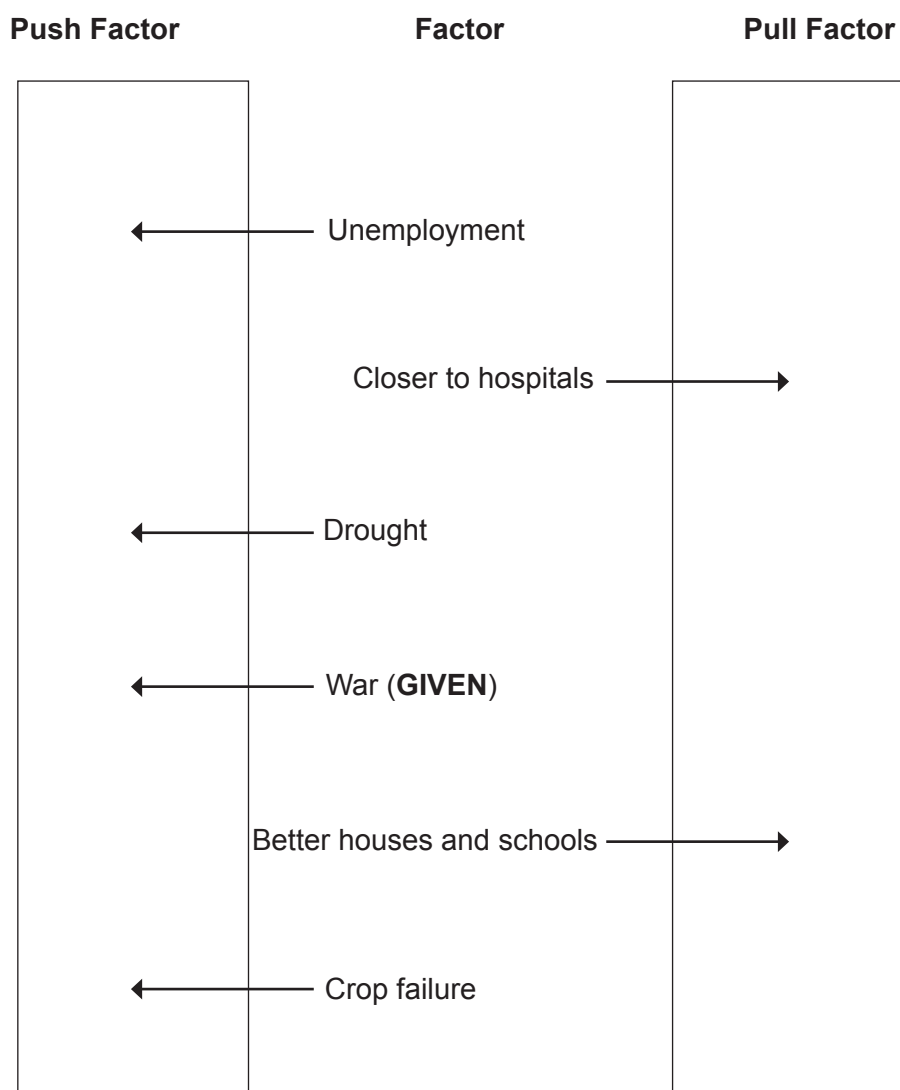 Push Factor Factor Pull Factor
Unemployment
Closer to hospitals
Drought
War (GIVEN)
Better houses and schools
Crop failure